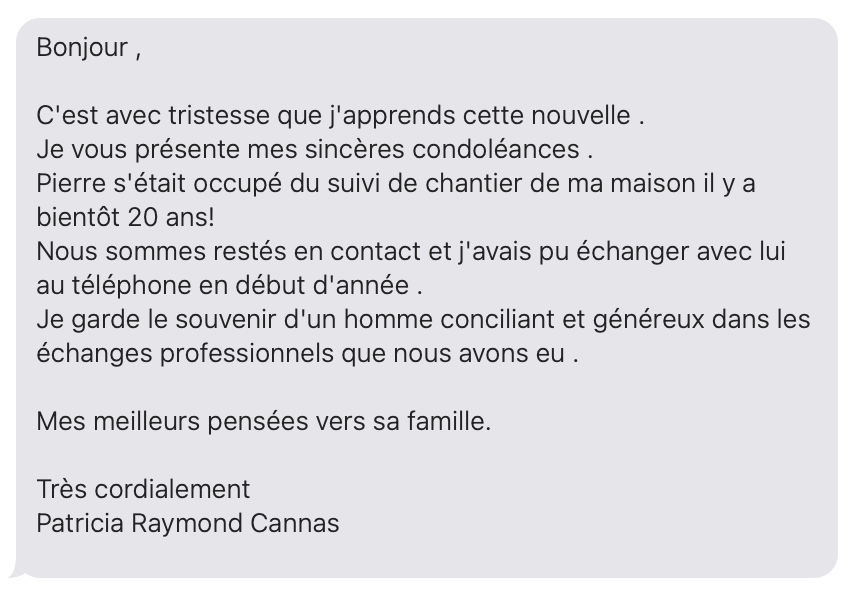 Bonjour ,
C'est avec tristesse que j'apprends cette nouvelle .
Je vous présente mes sincères condoléances .
Pierre s'était occupé du suivi de chantier de ma maison il y a
bientôt 20 ans!
Nous sommes restés en contact et j'avais pu échanger avec lui
au téléphone en début d'année .
Je garde le souvenir d'un homme conciliant et généreux dans les
échanges professionnels que nous avons eu .
Mes meilleurs pensées vers sa famille.
Très cordialement
Patricia Raymond Cannas